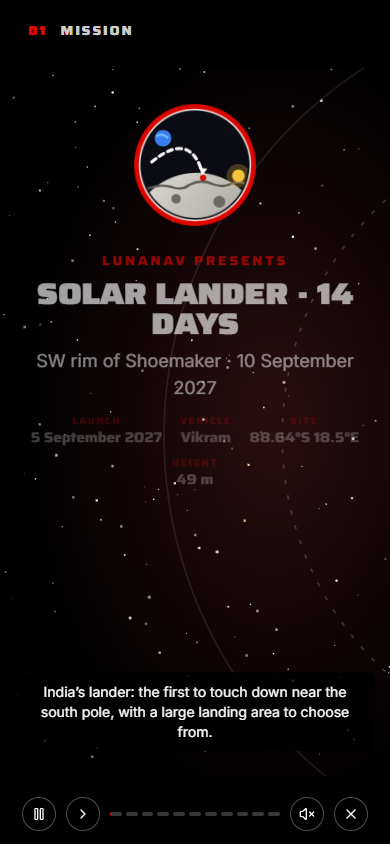 01 MISSION
LUNANAV PRESENTS
SOLAR LANDER - 14
DAYS
SW rim of Shoemaker · 10 September
2027
LAUNCH VEHICLE SITE
5 September 2027 Vikram 88.64°S 18.5°E
HEIGHT
49 m
India’s lander: the first to touch down near the
south pole, with a large landing area to choose
from.